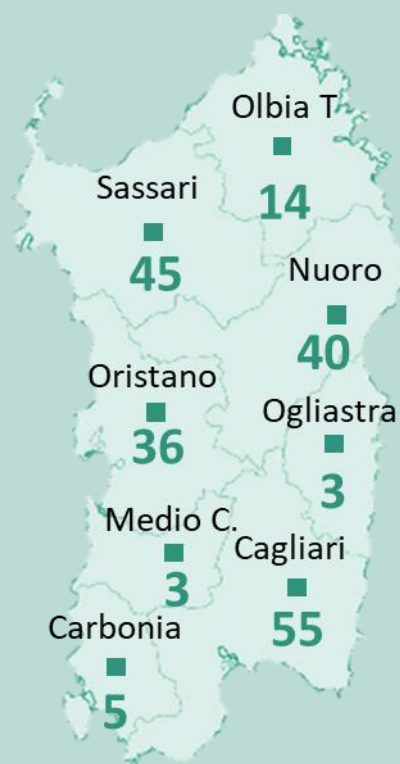 Olbia T
14
Sassari
45
Nuoro
40
Oristano
36
Ogliastra
3
Medio C.
3
Cagliari
55
Carbonia
5